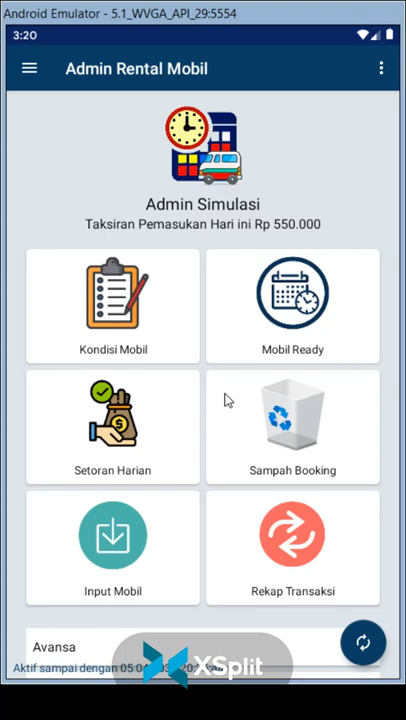 Android Emulator - 5.1_WVGA_API_29:5554
3:20
Admin Rental Mobil
Admin Simulasi
Taksiran Pemasukan Hari ini Rp 550.000
Kondisi Mobil
Mobil Ready
Setoran Harian
Sampah Booking
Input Mobil
Rekap Transaksi
Avansa
Aktif sampai dengan 05
XSplit